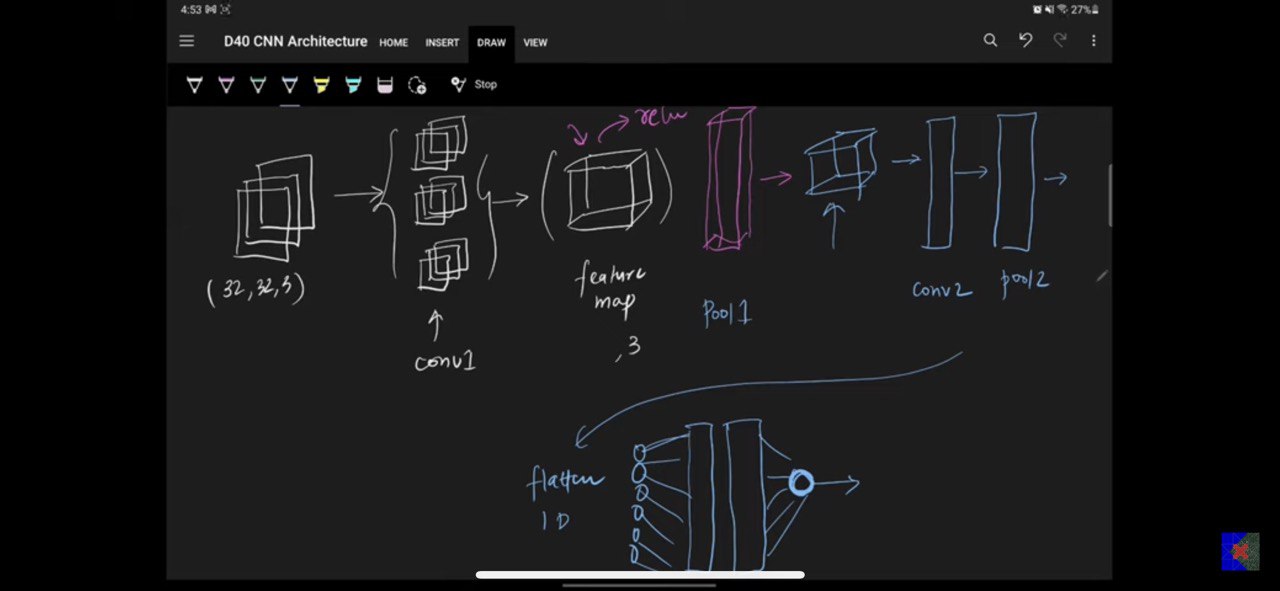 4:53
27%
D40 CNN Architecture HOME INSERT DRAW VIEW
Stop
relu
(32,32,3)
conv1
feature
map
,3
Pool1
conv2
pool2
flatten
1D